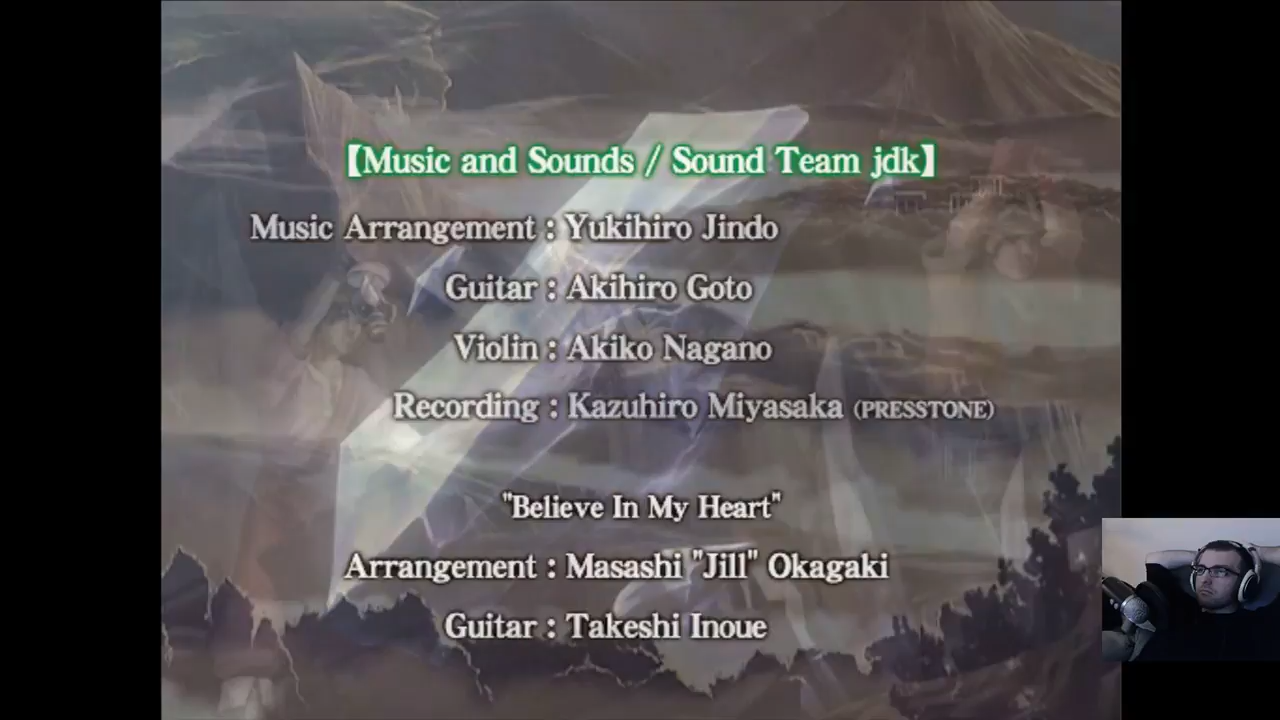 【Music and Sounds / Sound Team jdk】
Music Arrangement : Yukihiro Jindo
Guitar : Akihiro Goto
Violin : Akiko Nagano
Recording : Kazuhiro Miyasaka (PRESSTONE)
"Believe In My Heart"
Arrangement : Masashi "Jill" Okagaki
Guitar : Takeshi Inoue